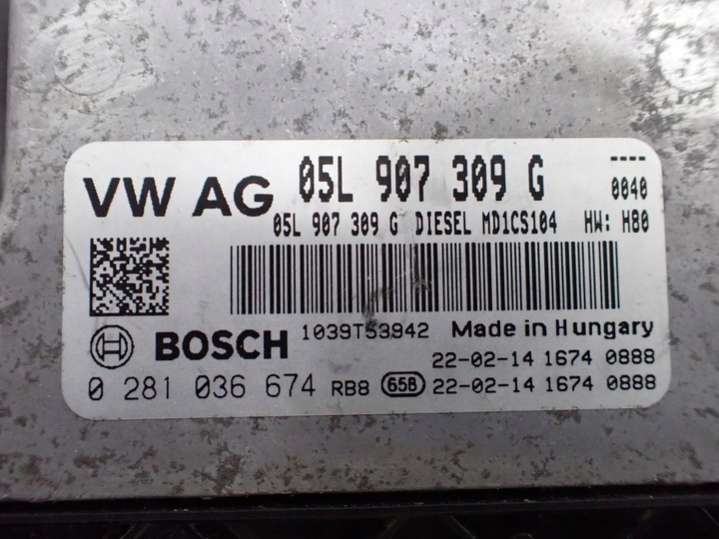 VW AG 05L 907 309 G ----
0040
05L 907 309 G DIESEL MD1CS104 HW: H80
BOSCH 1039T53942 Made in Hungary
22-02-14 1674 0888
0 281 036 674 RB8 65B 22-02-14 1674 0888